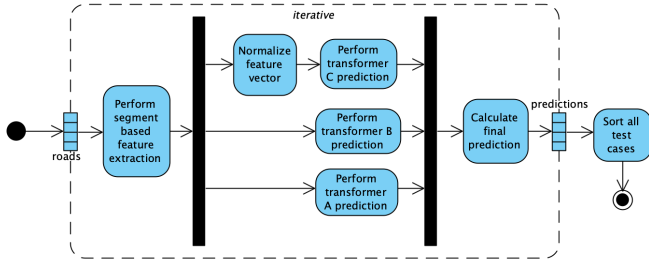 iterative
roads
Perform
segment
based
feature
extraction
Normalize
feature
vector
Perform
transformer
C prediction
Perform
transformer B
prediction
Perform
transformer
A prediction
Calculate
final
prediction
predictions
Sort all
test
cases